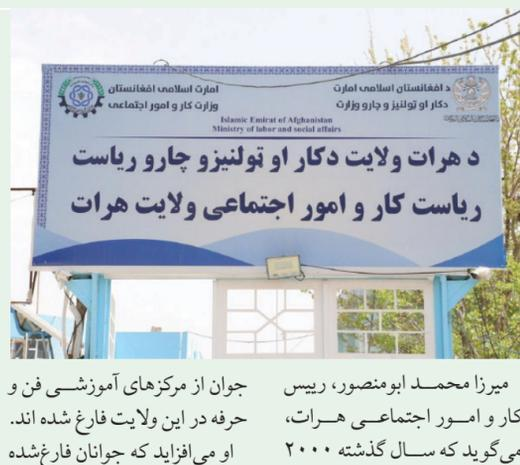 د افغانستان اسلامی امارت
دکار او ټولنیز و چارو وزارت
امارت اسلامی افغانستان
وزارت کار و امور اجتماعی
Islamic Emirat of Afghanistan
Ministry of labor and social affairs
د هرات ولایت دکار او ټولنیزو چارو ریاست
ریاست کار و امور اجتماعی ولایت هرات
میرزا محمد ابومنصور، رییس
کار و امور اجتماعی هرات،
می‌گوید که سال گذشته ۲۰۰۰
جوان از مرکزهای آموزشی فن و
حرفه در این ولایت فارغ شده اند.
او می‌افزاید که جوانان فارغ‌شده